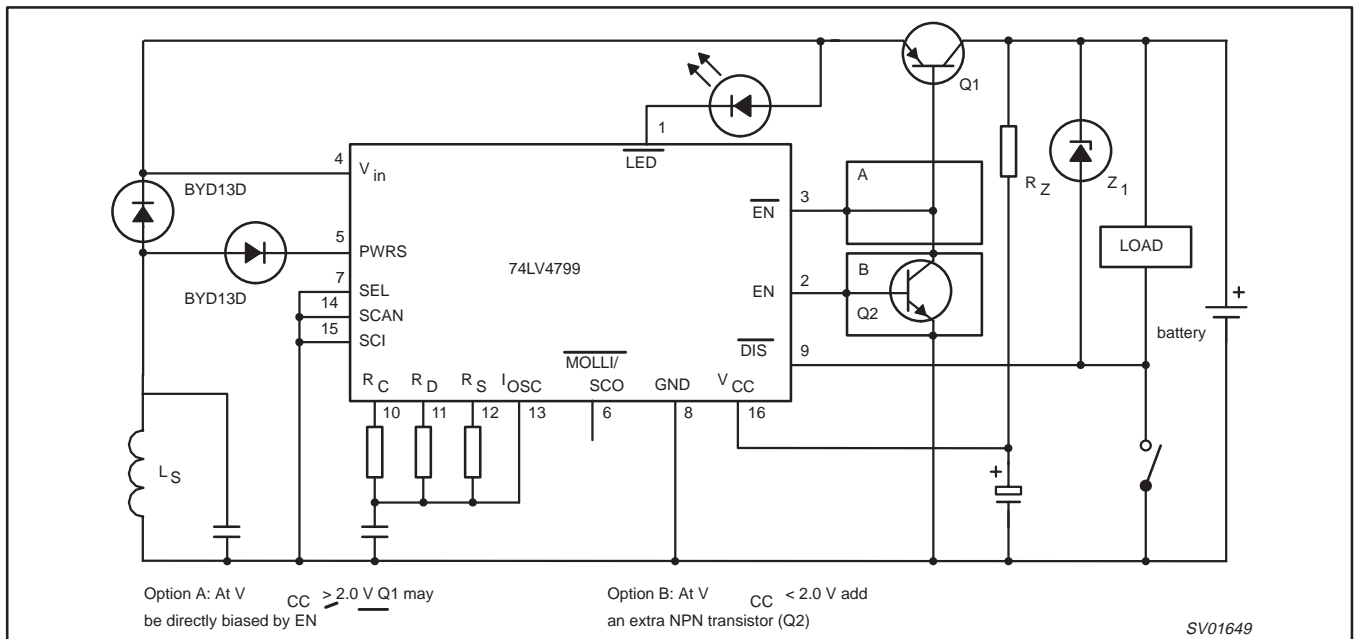 Q1
1
LED
4
V in
BYD13D
A
R Z
Z 1
3
EN
5
PWRS
LOAD
BYD13D
74LV4799
7
SEL
B
2
EN
14
SCAN
Q2
+
15
SCI
battery
DIS
9
MOLLI/
SCO
R C
R D
R S
I OSC
GND
V CC
10
11
12
13
6
8
16
L S
+
Option A: At V CC > 2.0 V Q1 may
be directly biased by EN
Option B: At V CC < 2.0 V add
an extra NPN transistor (Q2)
SV01649